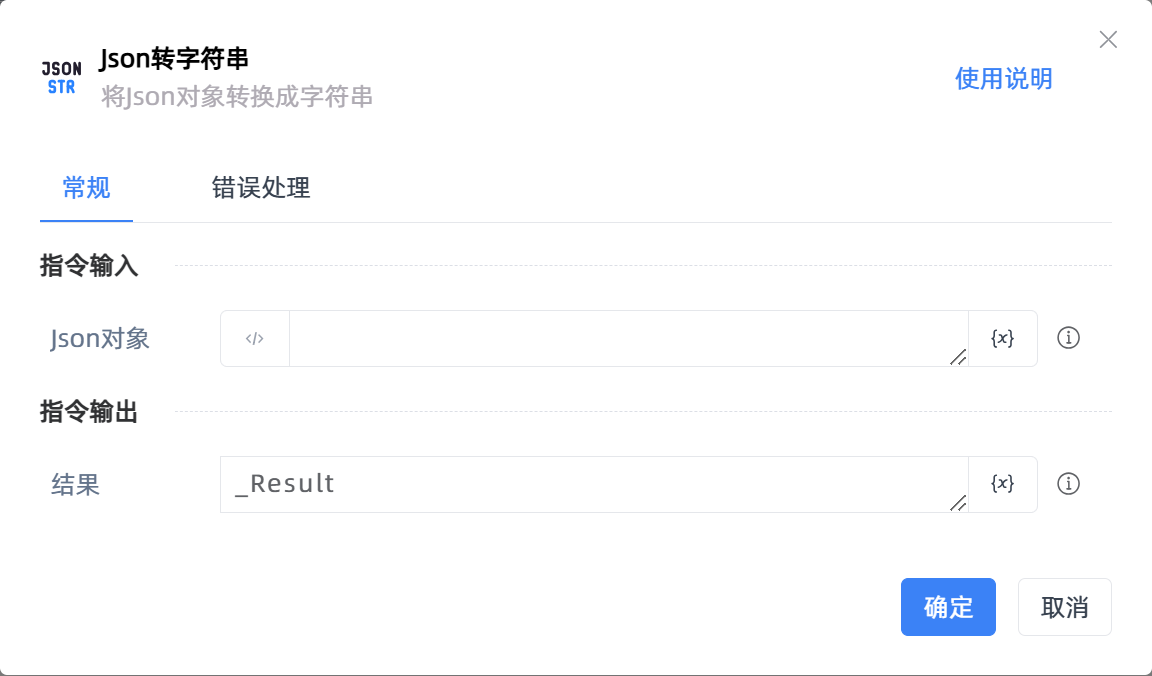 JSON
STR
Json转字符串
将Json对象转换成字符串
使用说明
常规
错误处理
指令输入
Json对象
</>
{x}
指令输出
结果
_Result
{x}
确定
取消